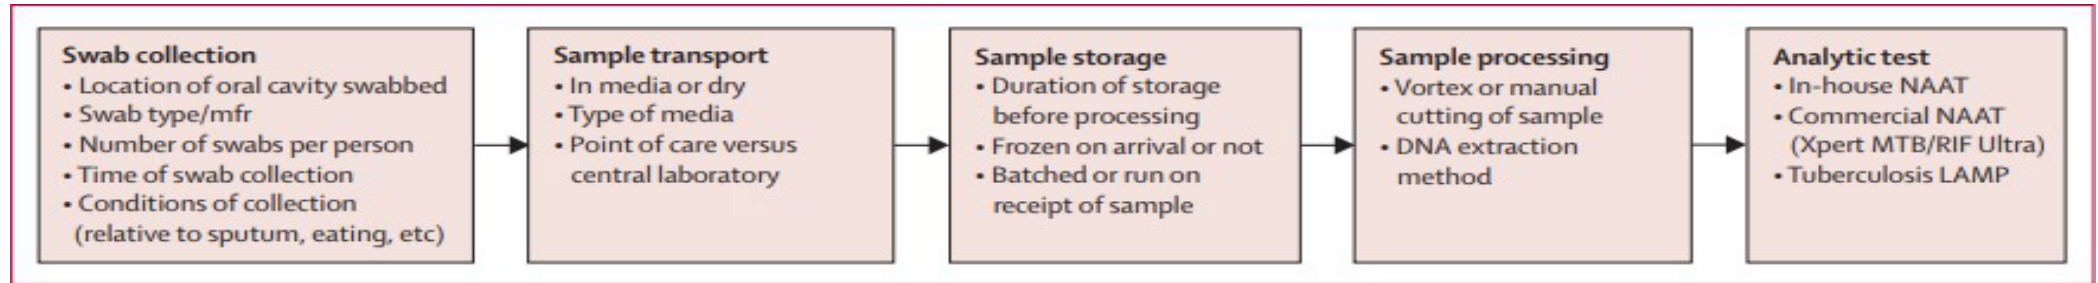 Swab collection
• Location of oral cavity swabbed
• Swab type/mfr
• Number of swabs per person
• Time of swab collection
• Conditions of collection
(relative to sputum, eating, etc)
Sample transport
• In media or dry
• Type of media
• Point of care versus
central laboratory
Sample storage
• Duration of storage
before processing
• Frozen on arrival or not
• Batched or run on
receipt of sample
Sample processing
• Vortex or manual
cutting of sample
• DNA extraction
method
Analytic test
• In-house NAAT
• Commercial NAAT
(Xpert MTB/RIF Ultra)
• Tuberculosis LAMP